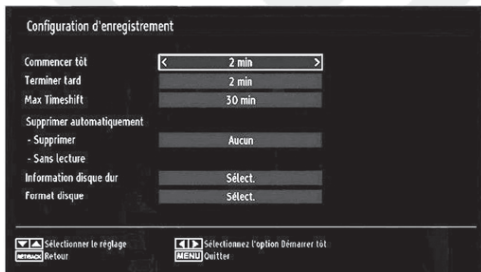 Configuration d'enregistrement
Commencer tôt < 2 min >
Terminer tard 2 min
Max Timeshift 30 min
Supprimer automatiquement
- Supprimer Aucun
- Sans lecture
Information disque dur Sélect.
Format disque Sélect.
Sélectionner le réglage Sélectionnez l'option Démarrer tôt
Retour MENU Quitter